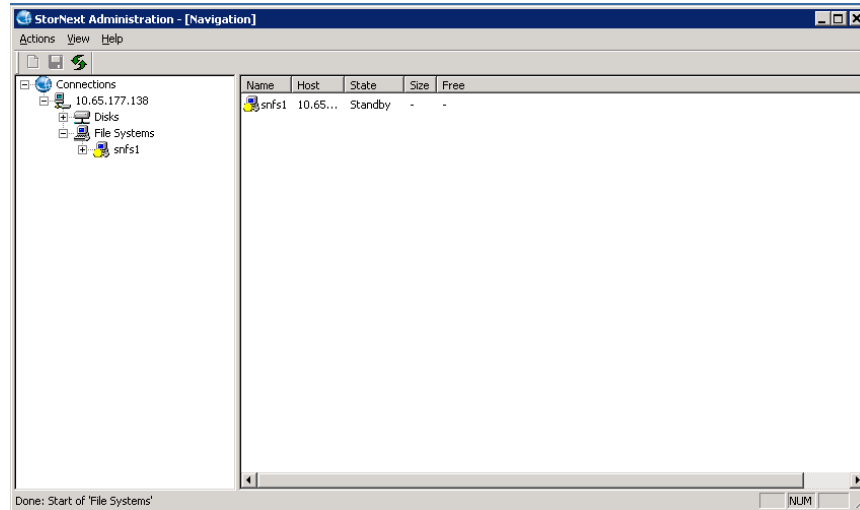 StorNext Administration - [Navigation]
Actions View Help
Connections
10.65.177.138
Disks
File Systems
snfs1
Name Host State Size Free
snfs1 10.65... Standby - -
Done: Start of 'File Systems'
NUM